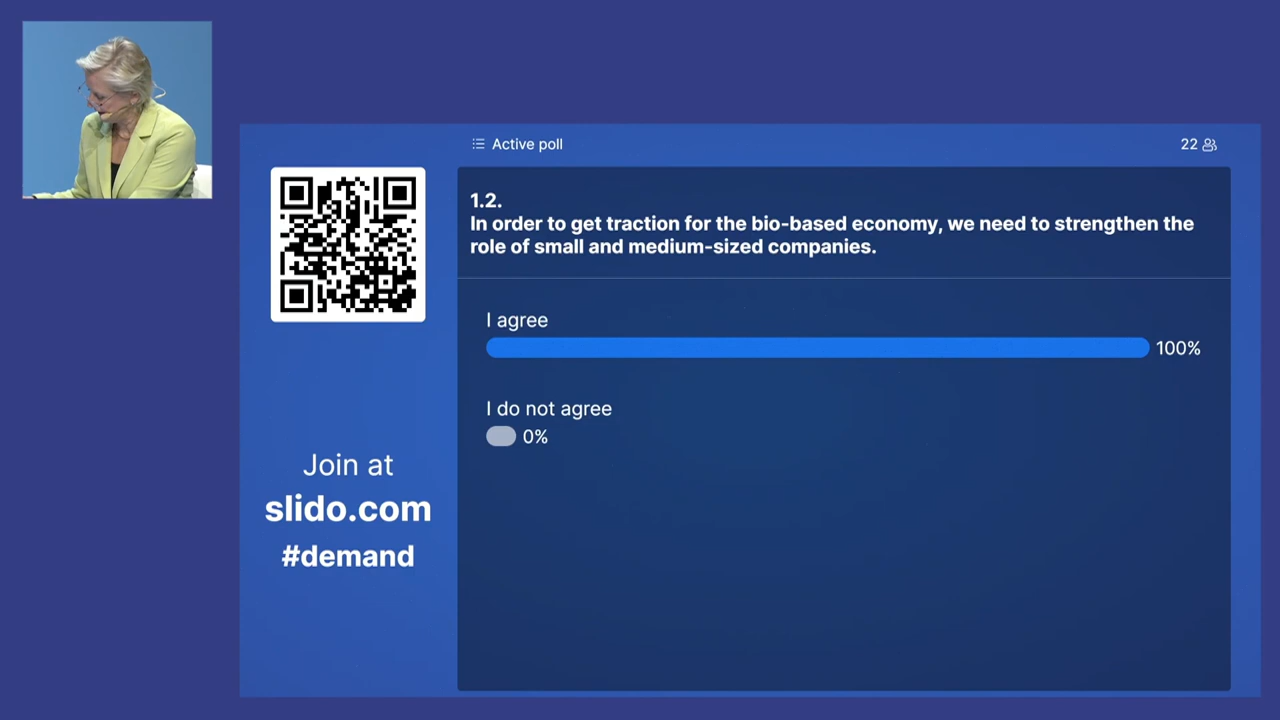 Active poll
22
1.2.
In order to get traction for the bio-based economy, we need to strengthen the
role of small and medium-sized companies.
I agree
100%
I do not agree
0%
Join at
slido.com
#demand